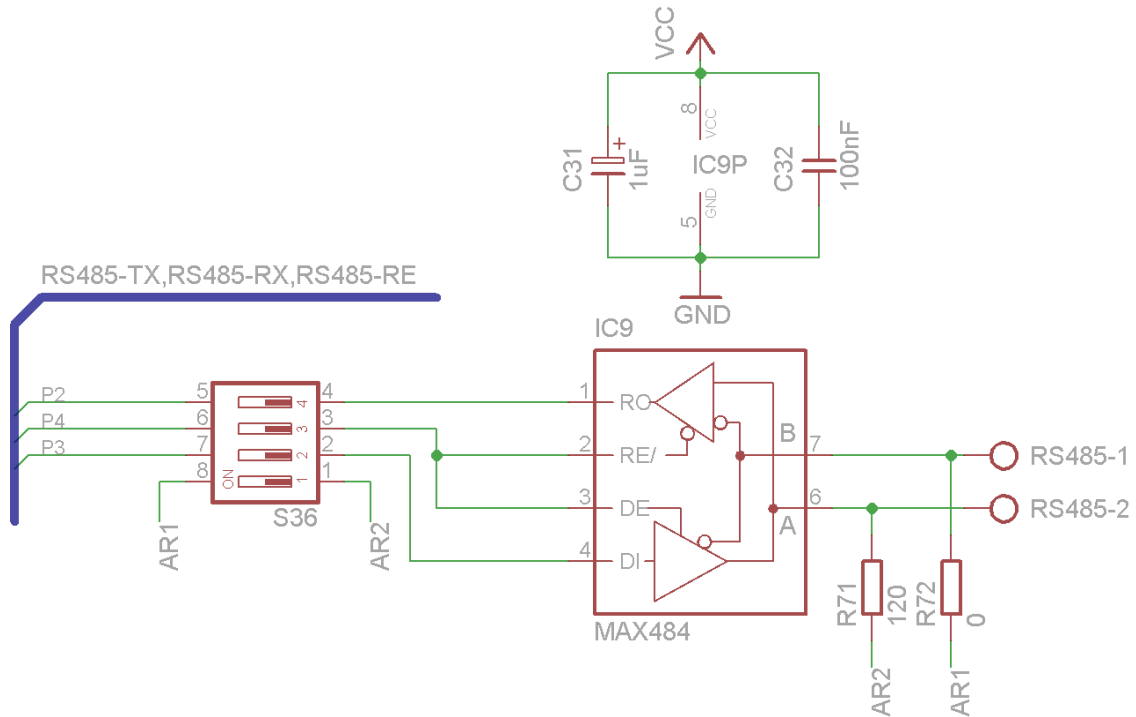 VCC
8
VCC
C31
+
1uF
IC9P
C32
100nF
5
GND
GND
RS485-TX,RS485-RX,RS485-RE
IC9
P2
5
4
4
1
RO
P4
6
3
3
B
7
RS485-1
P3
7
2
2
2
RE/
8
ON
1
1
3
DE
6
RS485-2
A
S36
AR1
AR2
4
DI
MAX484
R71
120
R72
0
AR2
AR1